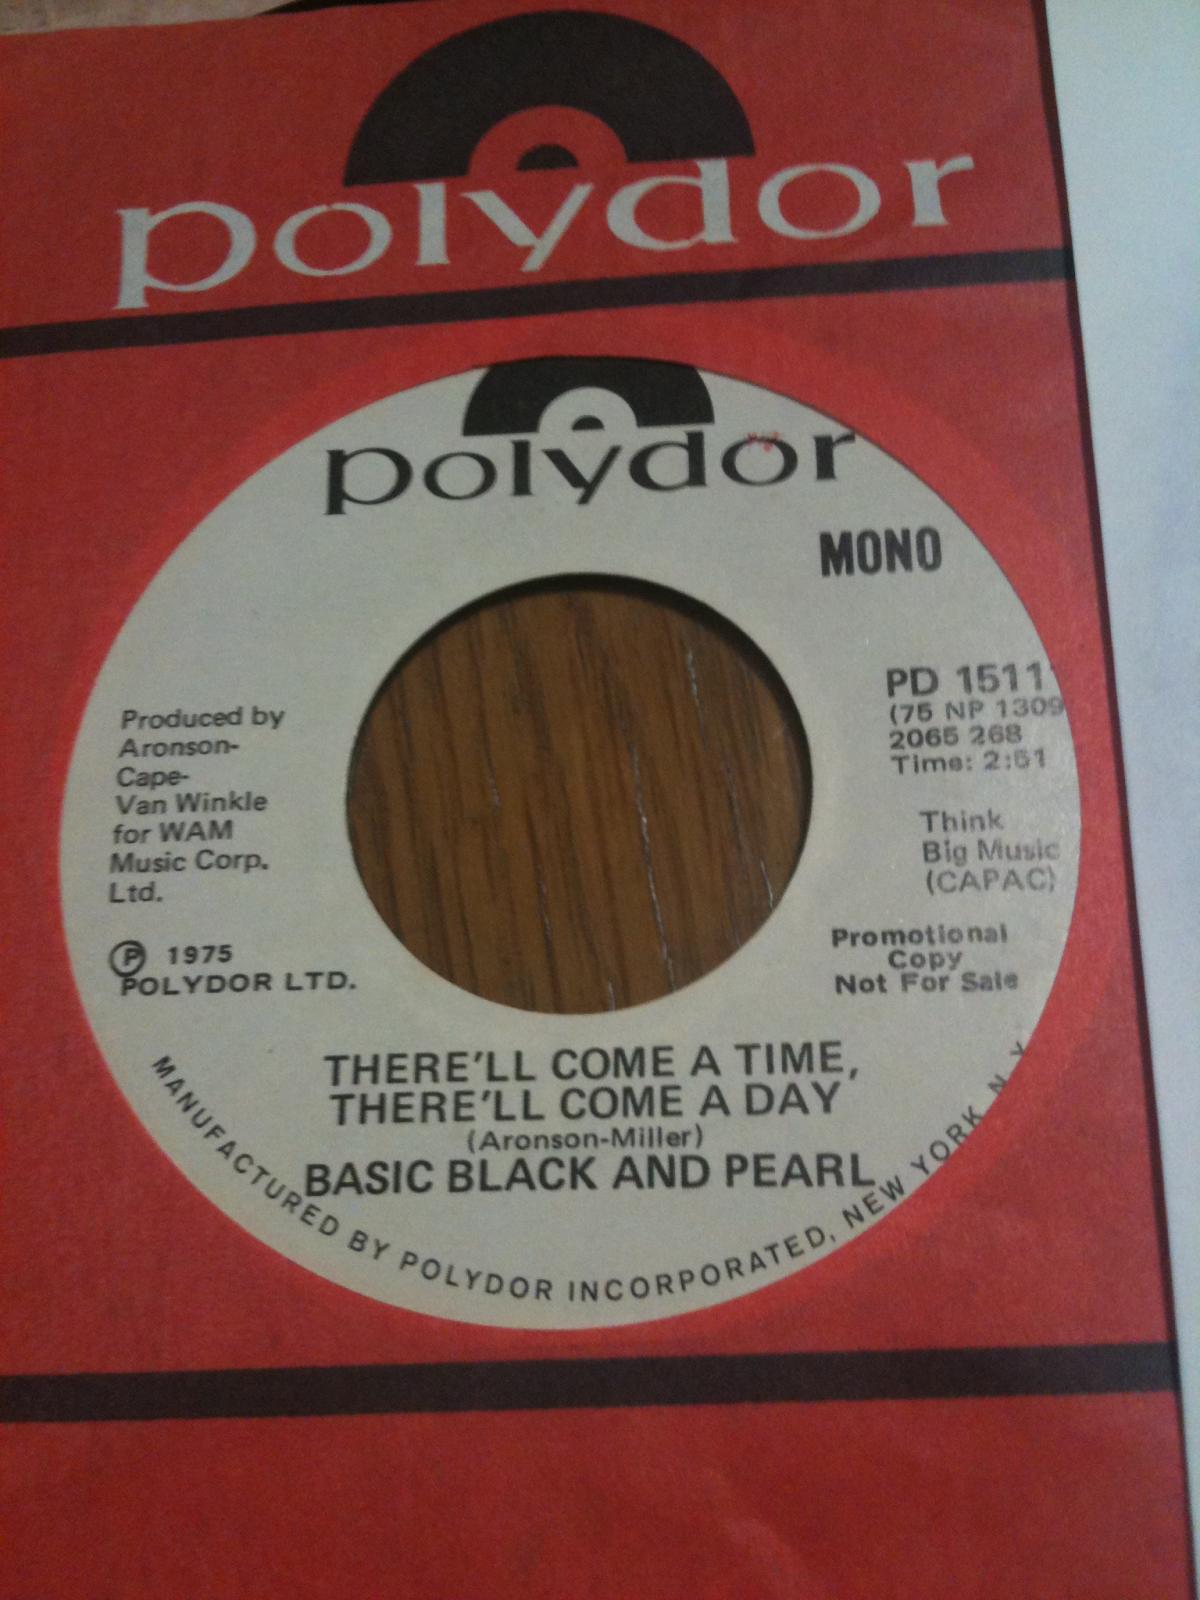 polydor
polydor
MONO
PD 1511
(75 NP 1309
2065 268
Time: 2:51
Produced by
Aronson-
Cape-
Van Winkle
for WAM
Music Corp.
Ltd.
Think
Big Music
(CAPAC)
Promotional
Copy
Not For Sale
Ⓟ 1975
POLYDOR LTD.
THERE'LL COME A TIME,
THERE'LL COME A DAY
(Aronson-Miller)
BASIC BLACK AND PEARL
MANUFACTURED BY POLYDOR INCORPORATED, NEW YORK N. Y